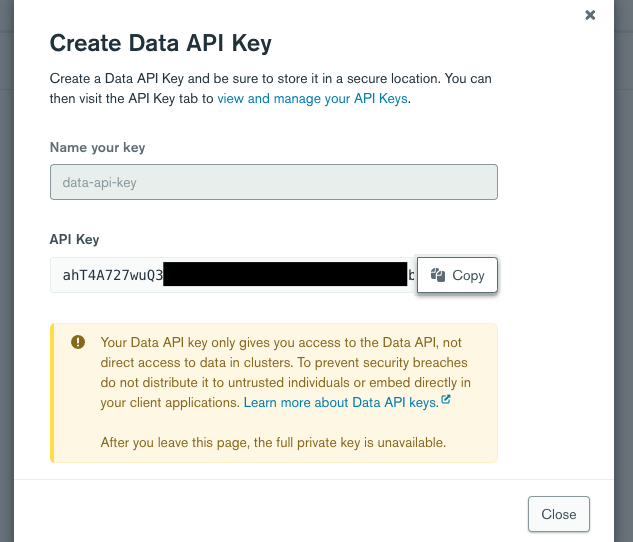 Create Data API Key
Create a Data API Key and be sure to store it in a secure location. You can
then visit the API Key tab to view and manage your API Keys.
Name your key
data-api-key
API Key
ahT4A727wuQ3
Copy
Your Data API key only gives you access to the Data API, not
direct access to data in clusters. To prevent security breaches
do not distribute it to untrusted individuals or embed directly in
your client applications. Learn more about Data API keys.
After you leave this page, the full private key is unavailable.
Close